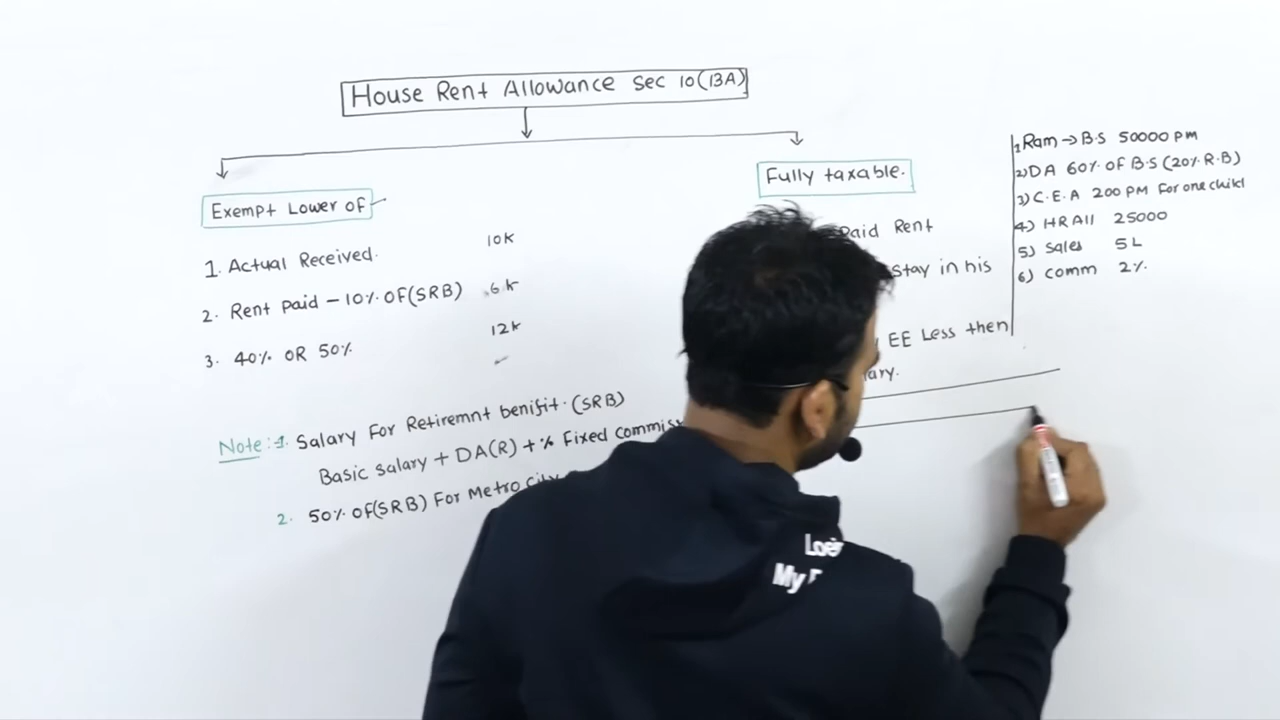 House Rent Allowance sec 10(13A)
Exempt Lower of
1. Actual Received. 10k
2. Rent paid - 10% OF(SRB) 6k
3. 40% OR 50% 12k
Note:-1. Salary For Retiremnt benifit. (SRB)
Basic salary + DA(R) + % Fixed
2. 50% OF(SRB) For Metro
Fully taxable.
Paid Rent
Stay in his
EE Less then
1) Ram → B.S 50000 PM
2) DA 60% OF B.S (20% R.B)
3) C.E.A 200 PM For one child
4) HR All 25000
5) Sales 5L
6) Comm 2%.
My